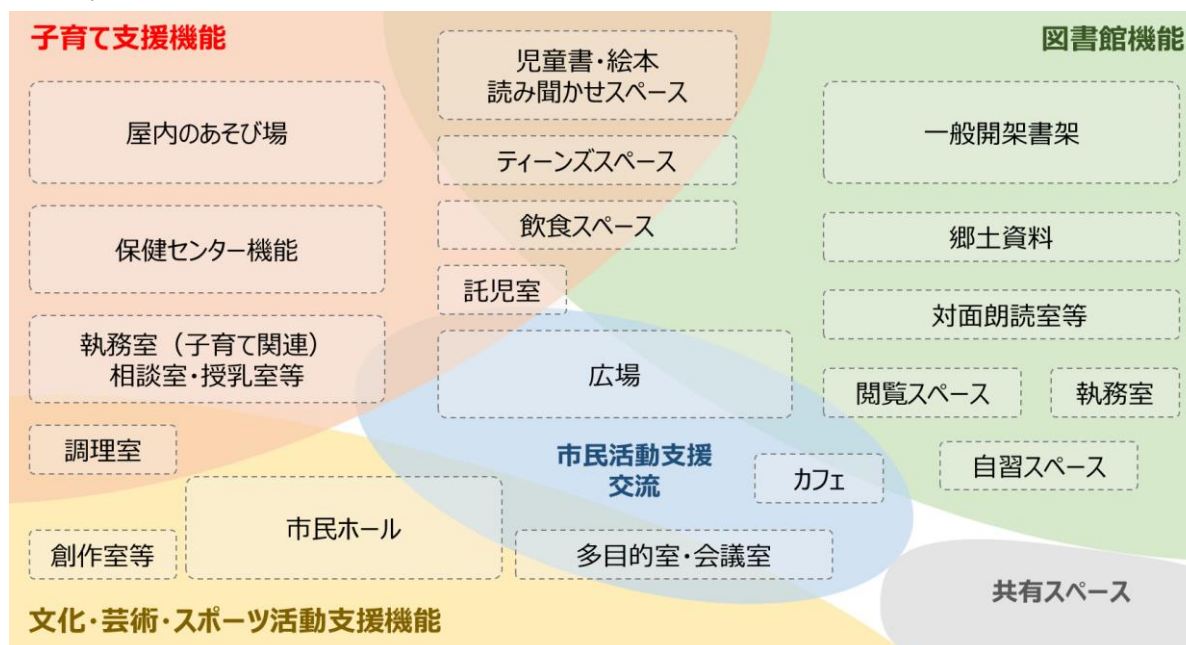 子育て支援機能
図書館機能
児童書・絵本
読み聞かせスペース
屋内のあそび場
一般開架書架
ティーンズスペース
保健センター機能
飲食スペース
郷土資料
託児室
対面朗読室等
執務室（子育て関連）
相談室・授乳室等
広場
閲覧スペース
執務室
調理室
市民活動支援
交流
カフェ
自習スペース
市民ホール
創作室等
多目的室・会議室
共有スペース
文化・芸術・スポーツ活動支援機能